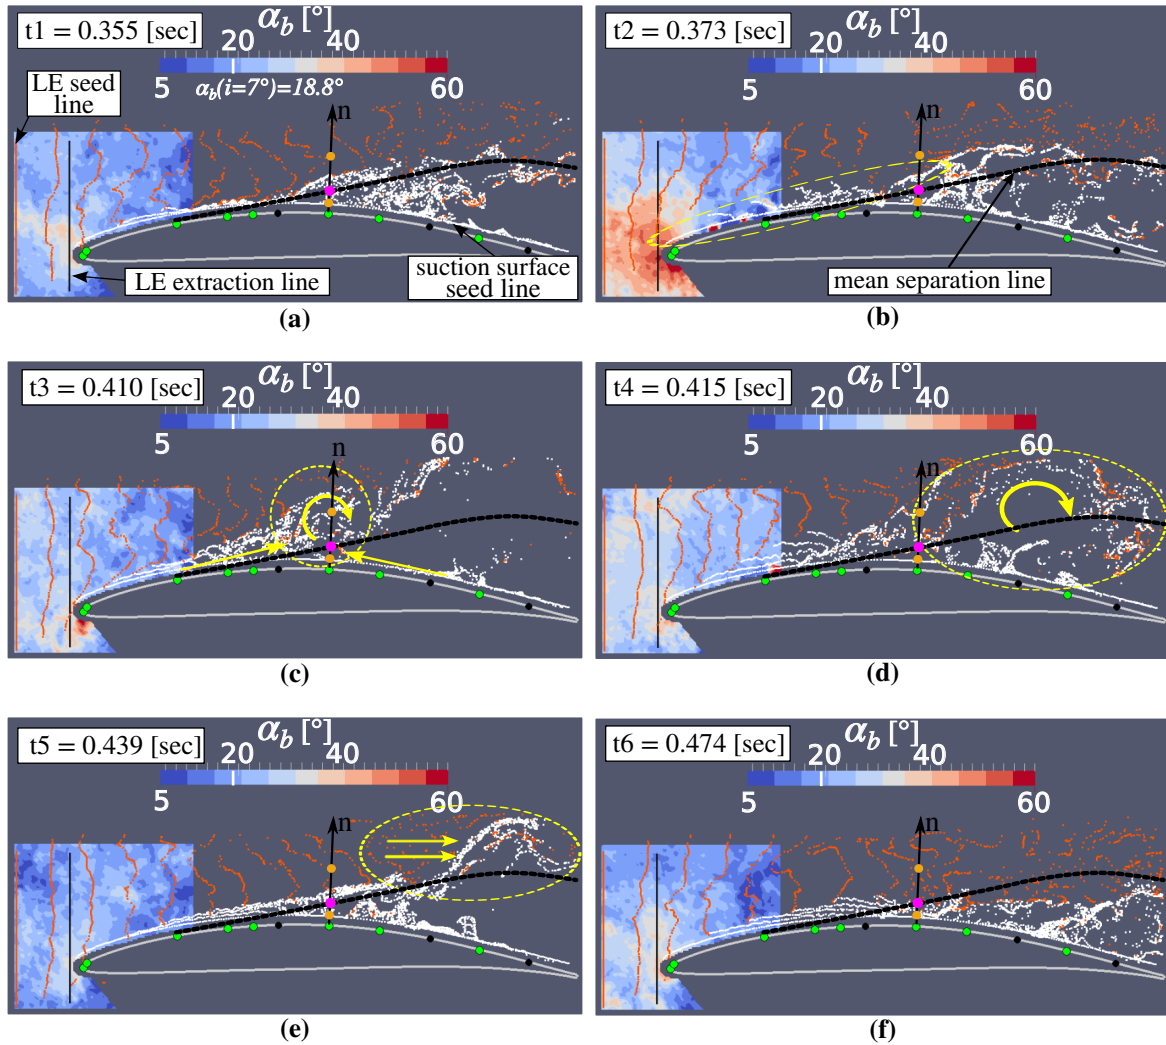 t1 = 0.355 [sec]
α_b [°]
20
40
5
60
α_b(i=7°)=18.8°
LE seed
line
n
LE extraction line
suction surface
seed line
(a)
t2 = 0.373 [sec]
α_b [°]
20
40
5
60
n
mean separation line
(b)
t3 = 0.410 [sec]
α_b [°]
20
40
5
60
n
(c)
t4 = 0.415 [sec]
α_b [°]
20
40
5
60
n
(d)
t5 = 0.439 [sec]
α_b [°]
20
40
5
60
n
(e)
t6 = 0.474 [sec]
α_b [°]
20
40
5
60
n
(f)